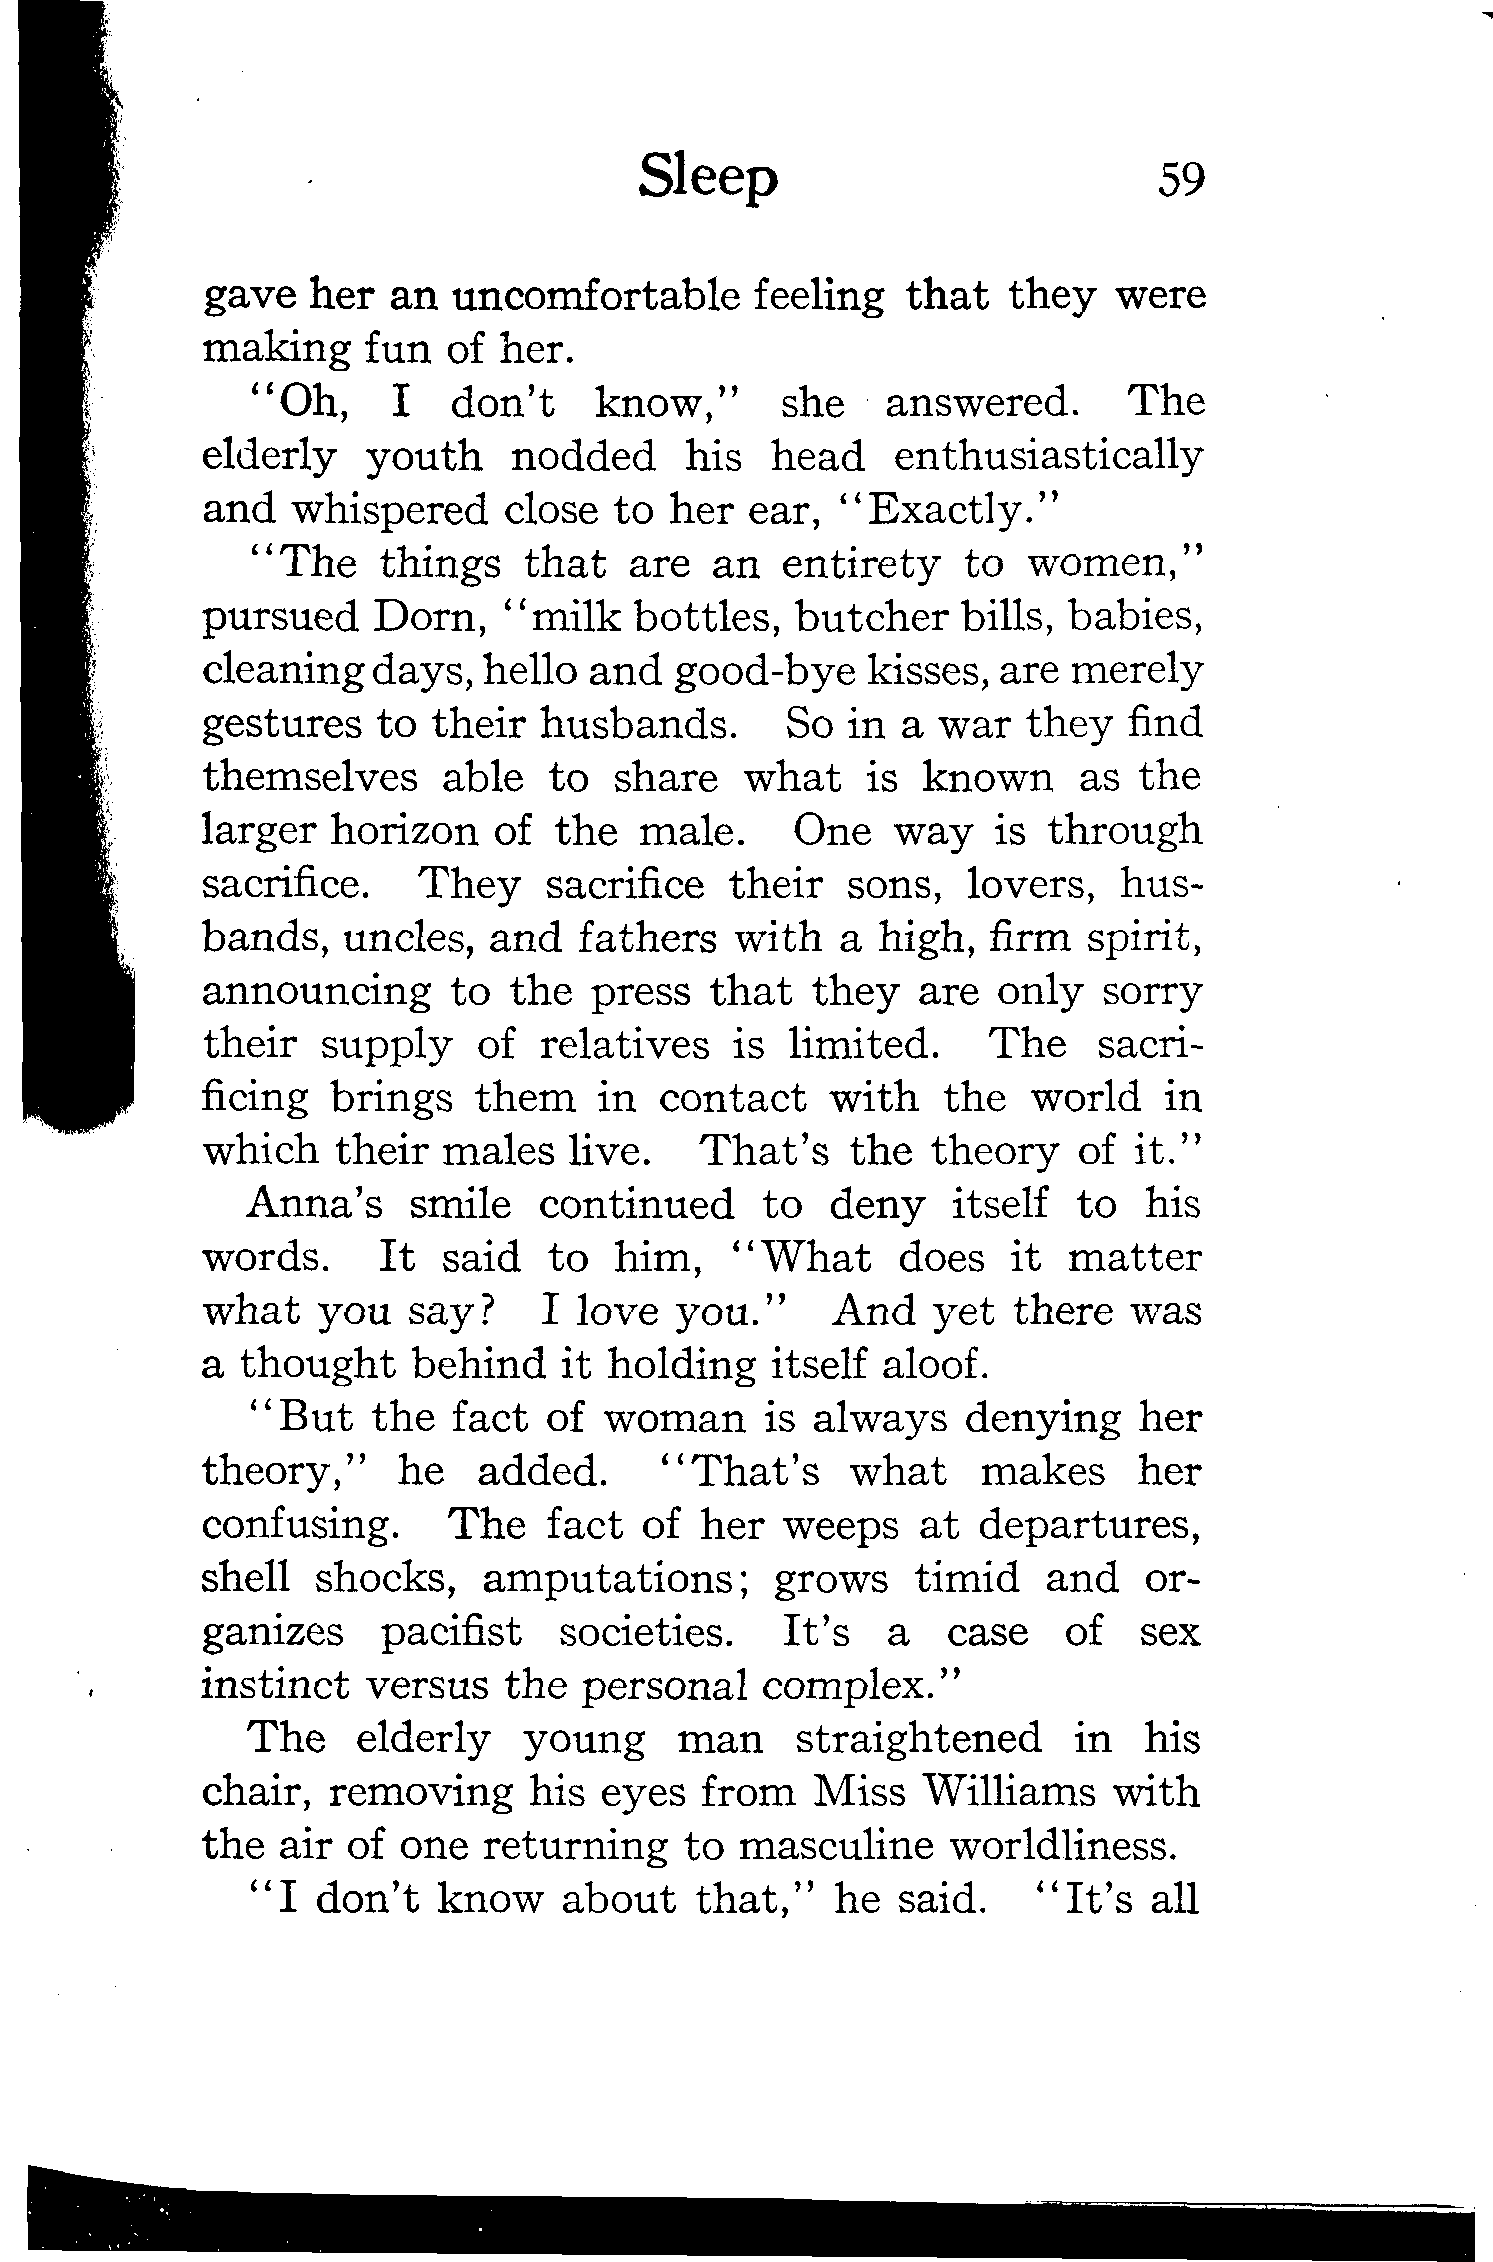 Sleep 59
gave her an uncomfortable feeling that they were
making fun of her.
"Oh, I don't know," she answered. The
elderly youth nodded his head enthusiastically
and whispered close to her ear, "Exactly."
"The things that are an entirety to women,"
pursued Dorn, "milk bottles, butcher bills, babies,
cleaning days, hello and good-bye kisses, are merely
gestures to their husbands. So in a war they find
themselves able to share what is known as the
larger horizon of the male. One way is through
sacrifice. They sacrifice their sons, lovers, hus-
bands, uncles, and fathers with a high, firm spirit,
announcing to the press that they are only sorry
their supply of relatives is limited. The sacri-
ficing brings them in contact with the world in
which their males live. That's the theory of it."
Anna's smile continued to deny itself to his
words. It said to him, "What does it matter
what you say? I love you." And yet there was
a thought behind it holding itself aloof.
"But the fact of woman is always denying her
theory," he added. "That's what makes her
confusing. The fact of her weeps at departures,
shell shocks, amputations; grows timid and or-
ganizes pacifist societies. It's a case of sex
instinct versus the personal complex."
The elderly young man straightened in his
chair, removing his eyes from Miss Williams with
the air of one returning to masculine worldliness.
"I don't know about that," he said. "It's all